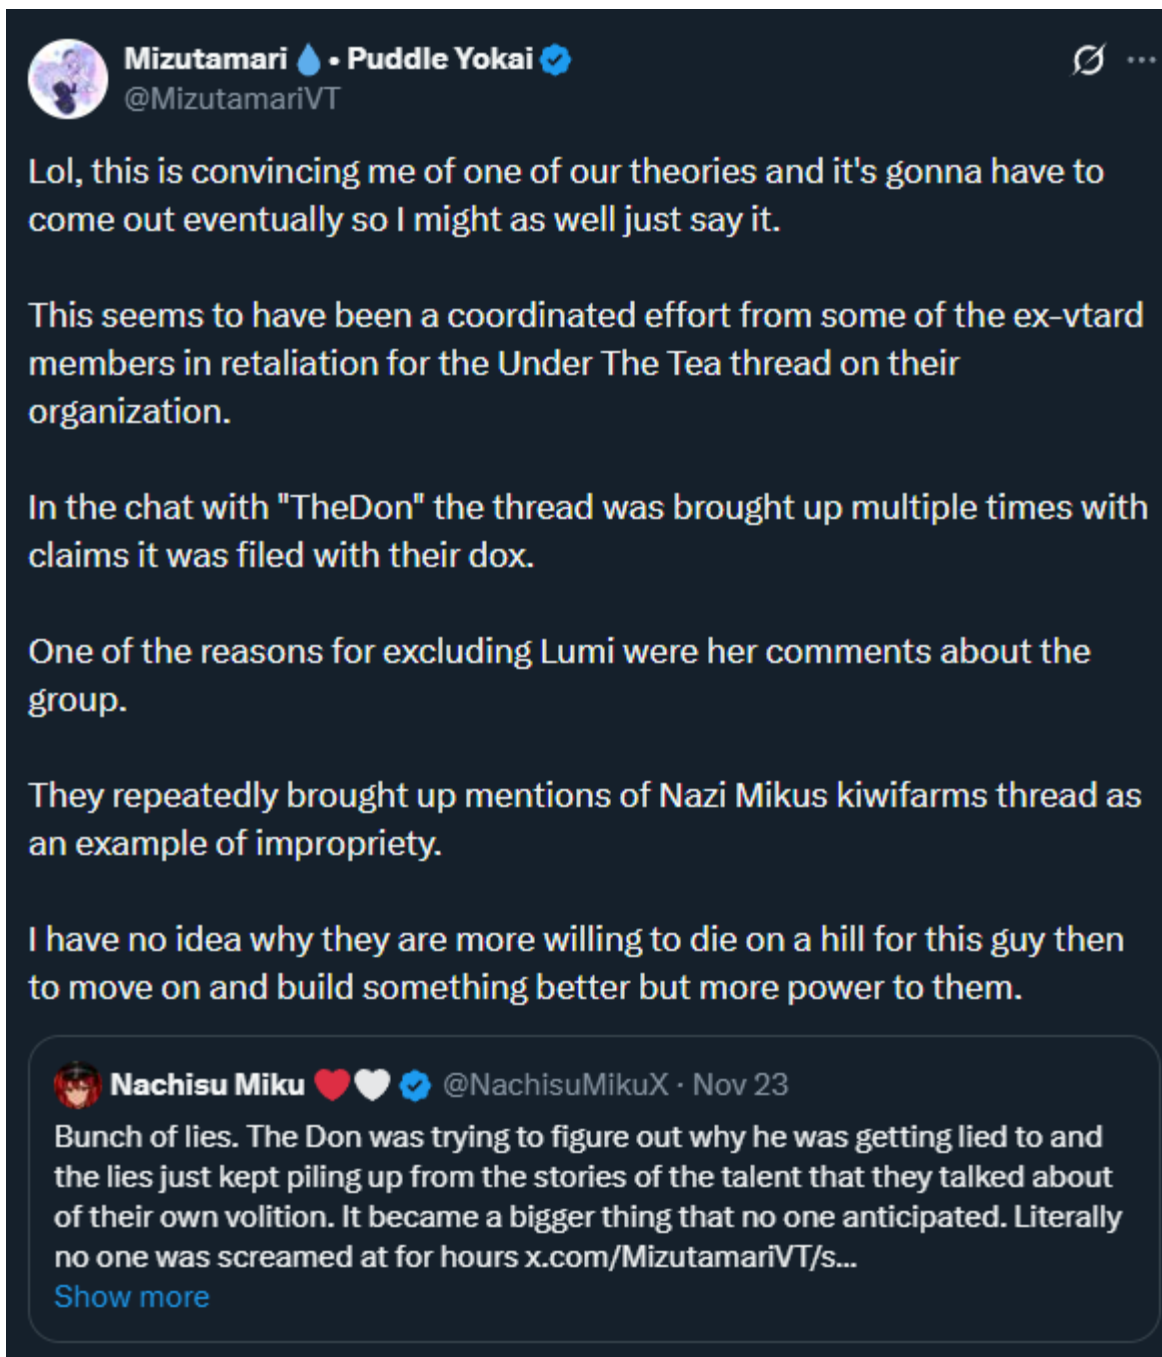 Mizutamari 💧 • Puddle Yokai
@MizutamariVT
Lol, this is convincing me of one of our theories and it's gonna have to
come out eventually so I might as well just say it.
This seems to have been a coordinated effort from some of the ex-vtard
members in retaliation for the Under The Tea thread on their
organization.
In the chat with "TheDon" the thread was brought up multiple times with
claims it was filed with their dox.
One of the reasons for excluding Lumi were her comments about the
group.
They repeatedly brought up mentions of Nazi Mikus kiwifarms thread as
an example of impropriety.
I have no idea why they are more willing to die on a hill for this guy then
to move on and build something better but more power to them.
Nachisu Miku ❤️🤍 @NachisuMikuX · Nov 23
Bunch of lies. The Don was trying to figure out why he was getting lied to and
the lies just kept piling up from the stories of the talent that they talked about
of their own volition. It became a bigger thing that no one anticipated. Literally
no one was screamed at for hours x.com/MizutamariVT/s...
Show more